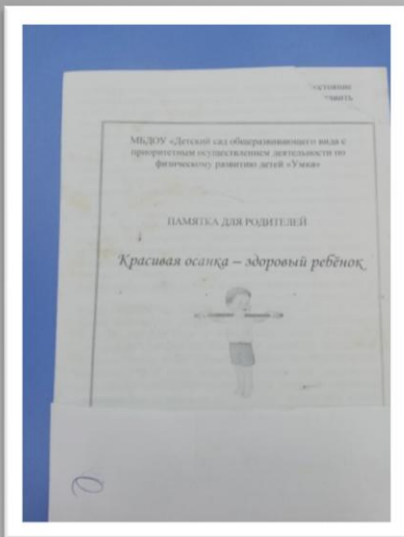 МБДОУ «Детский сад общеразвивающего вида с
приоритетным осуществлением деятельности по
физическому развитию детей «Умка»
ПАМЯТКА ДЛЯ РОДИТЕЛЕЙ
Красивая осанка – здоровый ребёнок